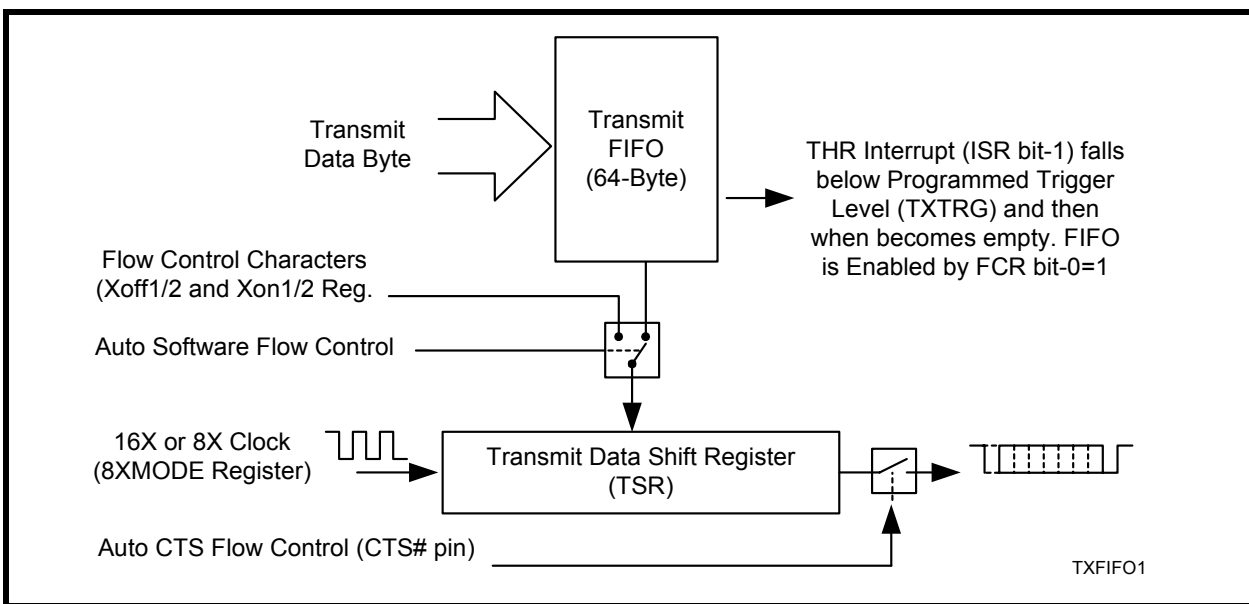 Transmit
Data Byte
Transmit
FIFO
(64-Byte)
THR Interrupt (ISR bit-1) falls
below Programmed Trigger
Level (TXTRG) and then
when becomes empty. FIFO
is Enabled by FCR bit-0=1
Flow Control Characters
(Xoff1/2 and Xon1/2 Reg.
Auto Software Flow Control
16X or 8X Clock
(8XMODE Register)
Transmit Data Shift Register
(TSR)
Auto CTS Flow Control (CTS# pin)
TXFIFO1